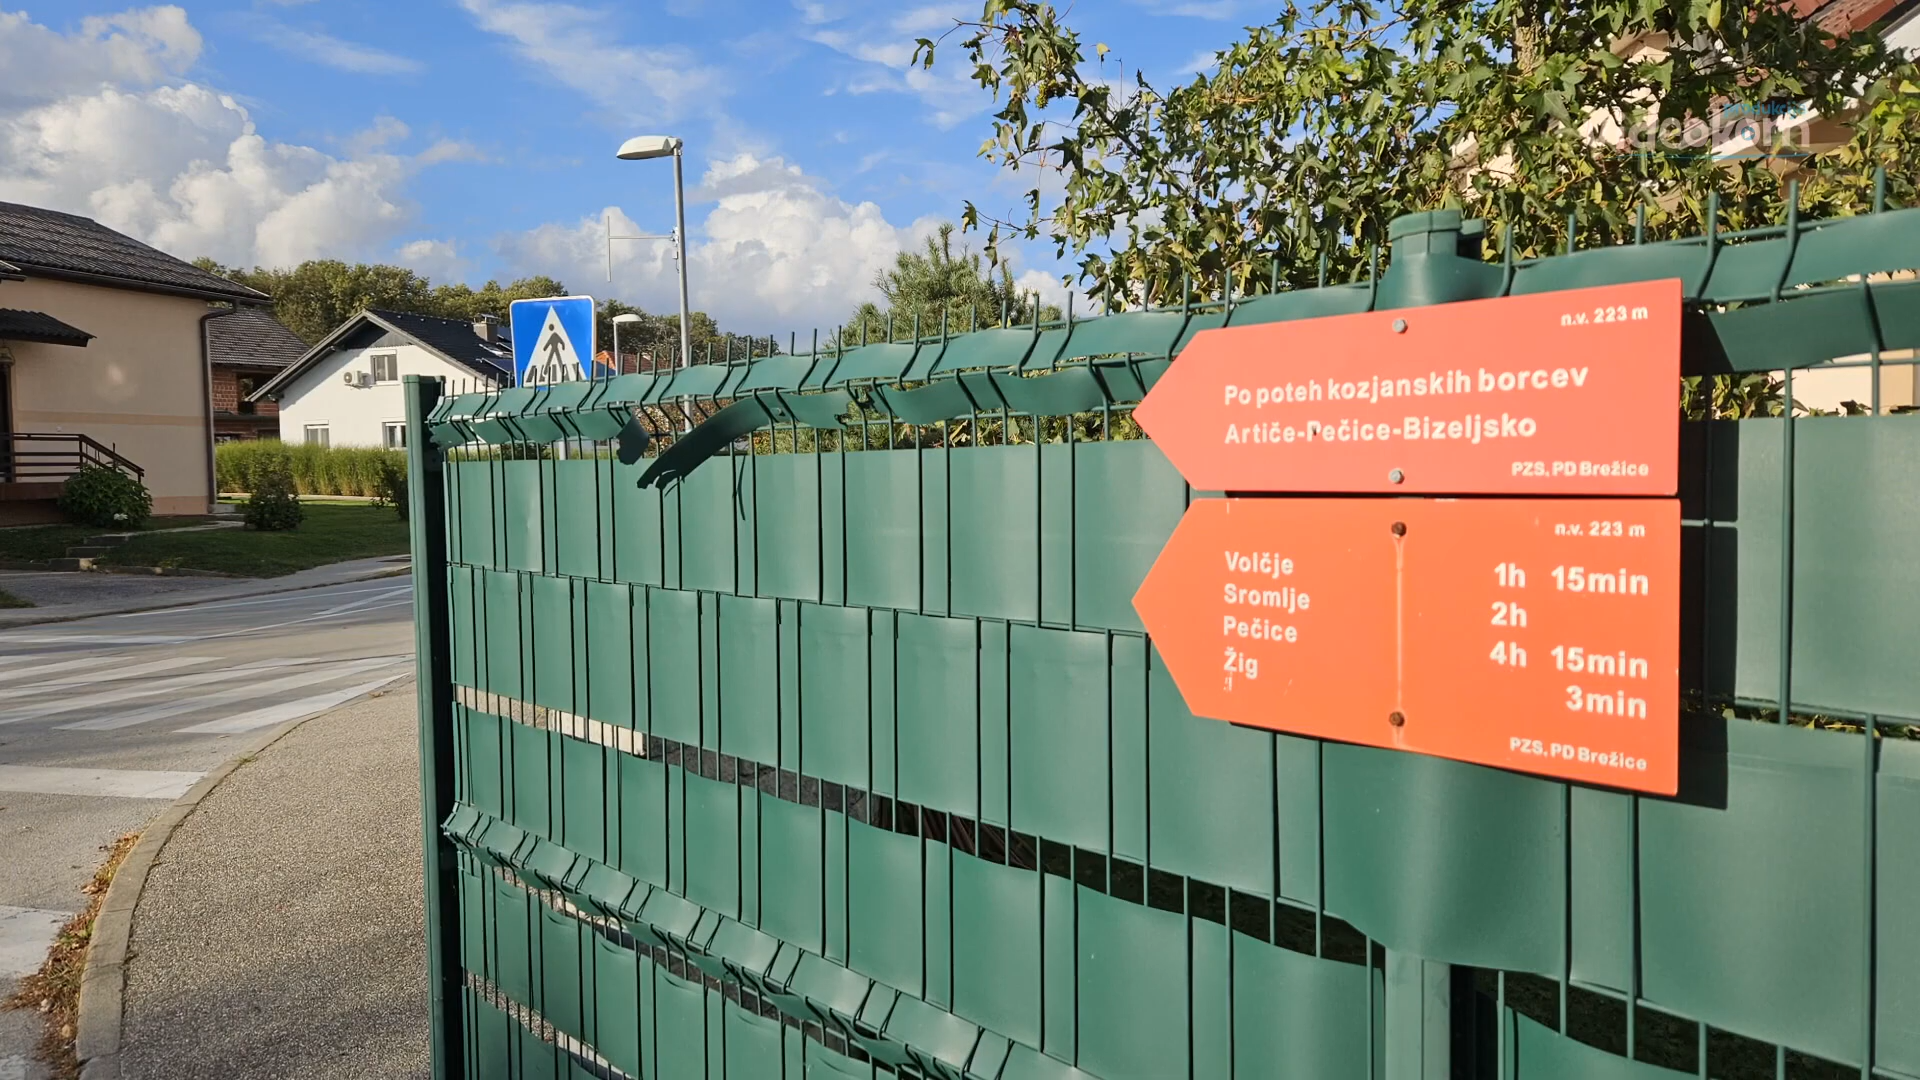 n.v. 223 m
Po poteh kozjanskih borcev
Artiče-Pečice-Bizeljsko
PZS, PD Brežice
n.v. 223 m
Volčje 1h 15min
Sromlje 2h
Pečice 4h 15min
Žig 3min
PZS, PD Brežice